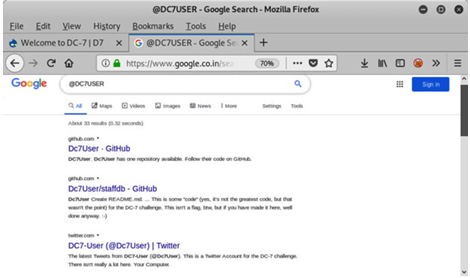 @DC7USER - Google Search - Mozilla Firefox
File Edit View History Bookmarks Tools Help
Welcome to DC-7 | D7
@DC7USER - Google Se
https://www.google.co.in/sea
70%
Google
@DC7USER
Sign in
All Maps Videos Images News More Settings Tools
About 33 results (0.32 seconds)
github.com
Dc7User · GitHub
DC7User. Dc7User has one repository available. Follow their code on GitHub.
github.com
Dc7User/staffdb - GitHub
Dc7User Create README.md. ... This is some "code" (yes, it's not the greatest code, but that
wasn't the point) for the DC-7 challenge. This isn't a flag, btw, but if you have made it here, well
done anyway. :-)
twitter.com
DC7-User (@Dc7User) | Twitter
The latest Tweets from DC7-User (@Dc7User). This is a Twitter Account for the DC-7 challenge.
There isn't really a lot here. Your Computer.